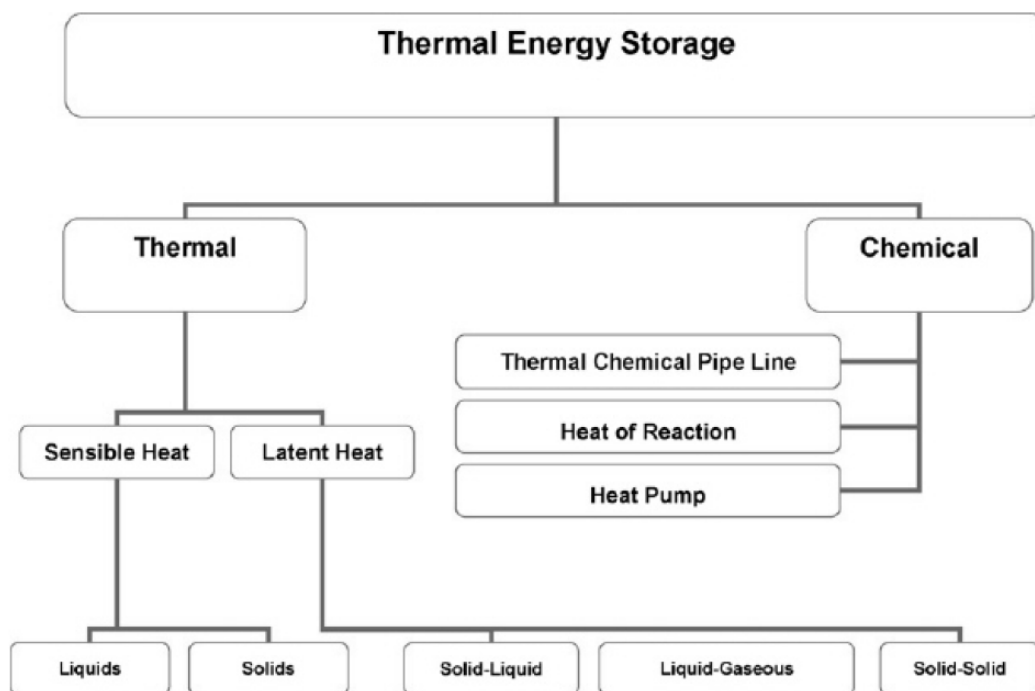 Thermal Energy Storage
Thermal
Chemical
Thermal Chemical Pipe Line
Heat of Reaction
Heat Pump
Sensible Heat
Latent Heat
Liquids
Solids
Solid-Liquid
Liquid-Gaseous
Solid-Solid